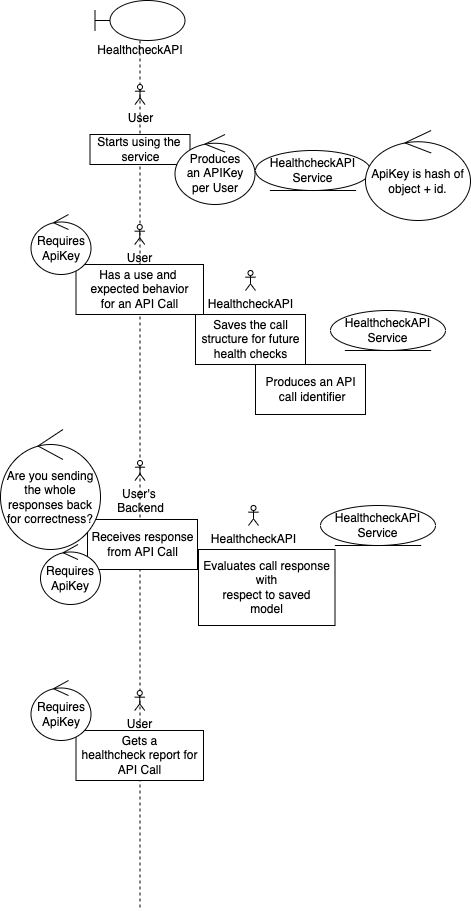 HealthcheckAPI
User
Starts using the
service
Produces
an APIKey
per User
HealthcheckAPI
Service
ApiKey is hash of
object + id.
Requires
ApiKey
User
Has a use and
expected behavior
for an API Call
HealthcheckAPI
Saves the call
structure for future
health checks
HealthcheckAPI
Service
Produces an API
call identifier
Are you sending
the whole
responses back
for correctness?
User's
Backend
Receives response
from API Call
Requires
ApiKey
HealthcheckAPI
Evaluates call response
with
respect to saved
model
HealthcheckAPI
Service
Requires
ApiKey
User
Gets a
healthcheck report for
API Call